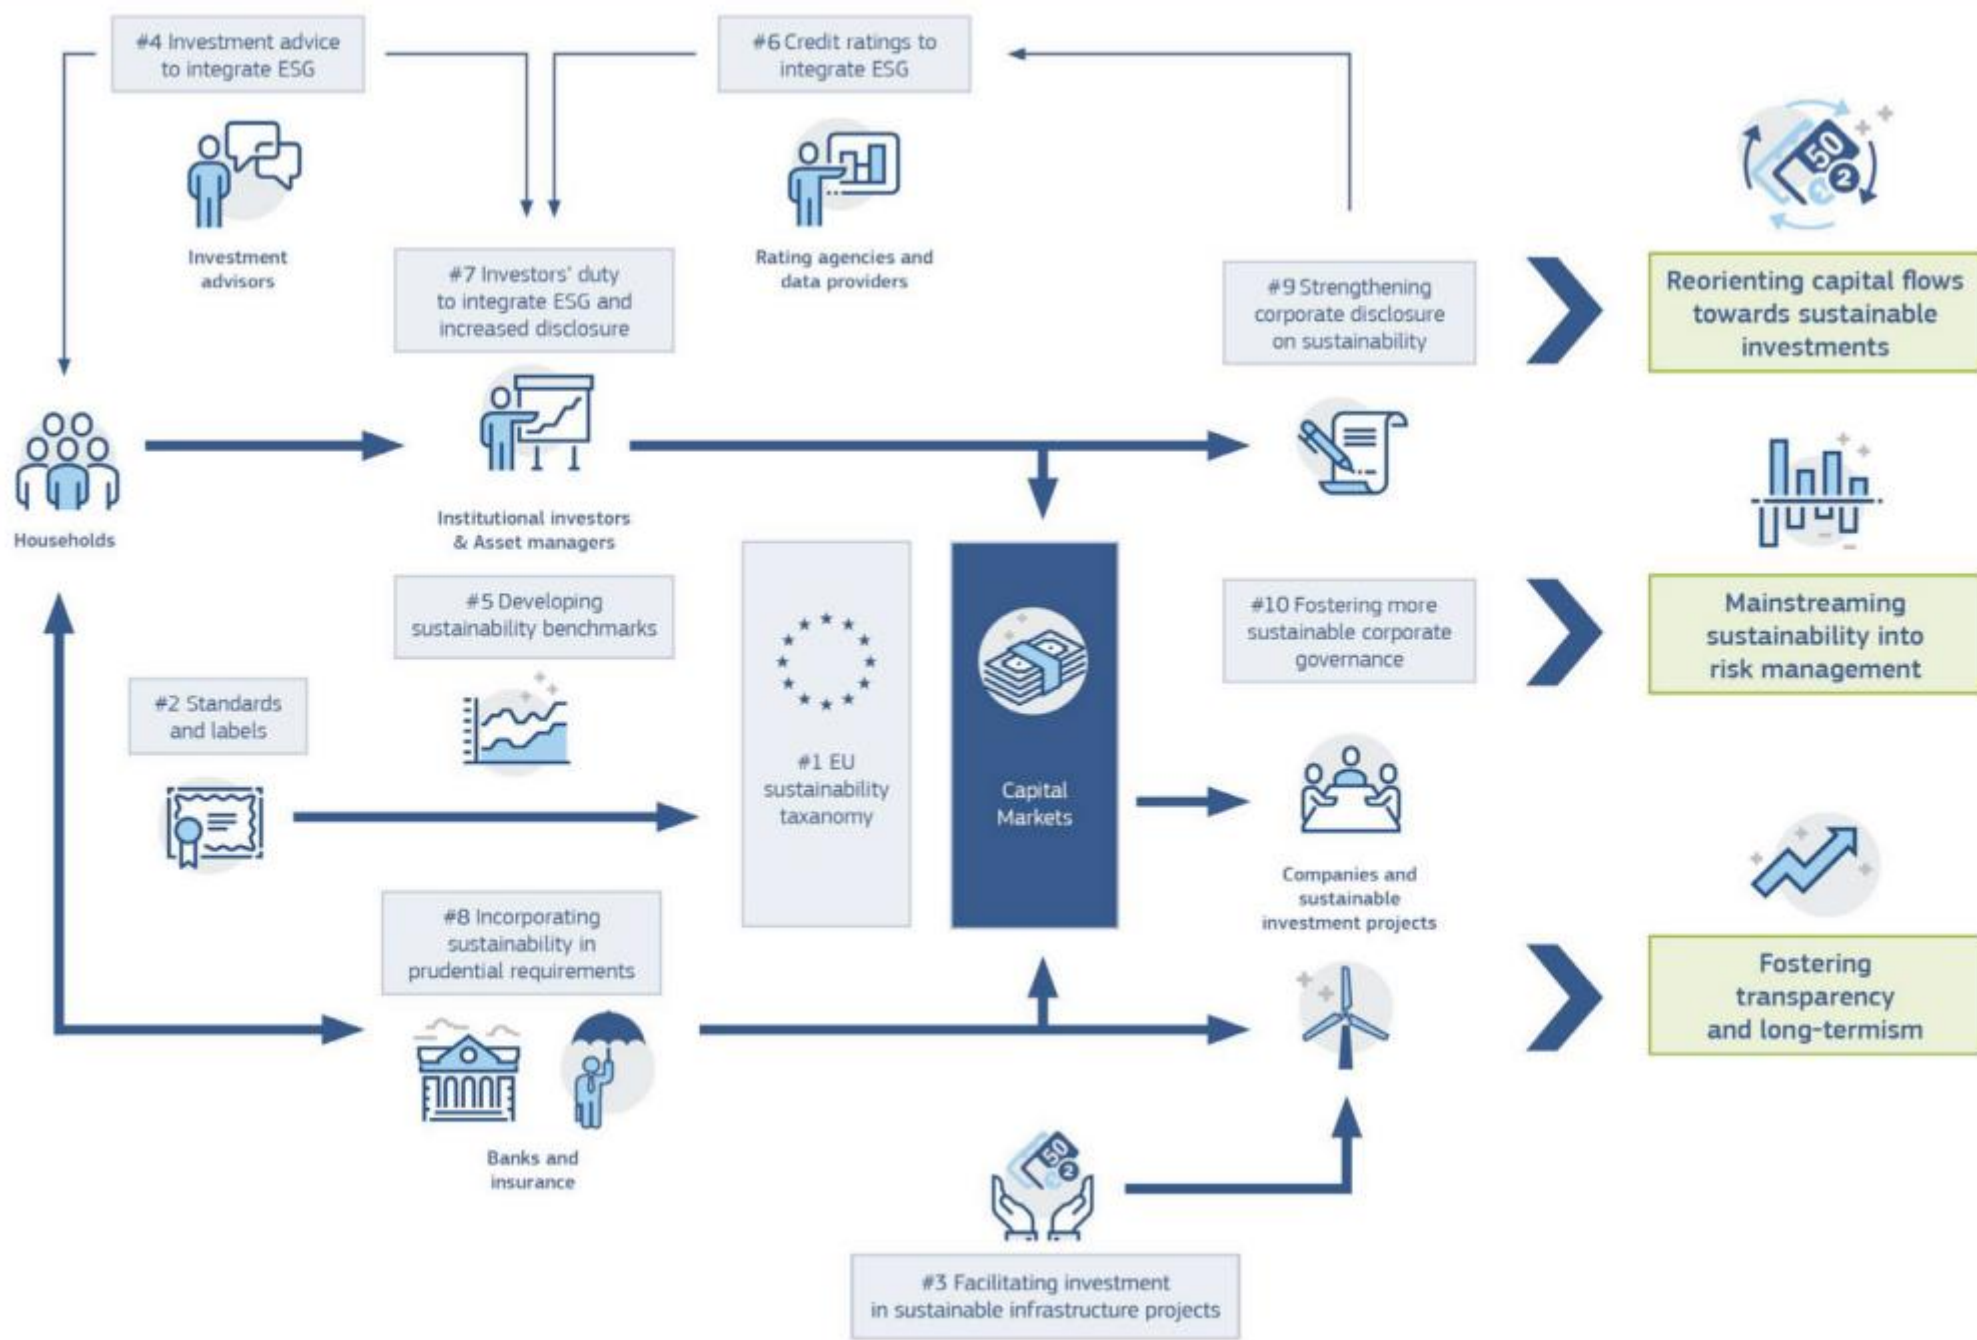 #4 Investment advice
to integrate ESG
Investment
advisors
#6 Credit ratings to
integrate ESG
Rating agencies and
data providers
#7 Investors' duty
to integrate ESG and
increased disclosure
Institutional investors
& Asset managers
#9 Strengthening
corporate disclosure
on sustainability
50
2
Reorienting capital flows
towards sustainable
investments
Households
#5 Developing
sustainability benchmarks
#2 Standards
and labels
#1 EU
sustainability
taxanomy
Capital
Markets
#10 Fostering more
sustainable corporate
governance
Mainstreaming
sustainability into
risk management
Companies and
sustainable
investment projects
#8 Incorporating
sustainability in
prudential requirements
Banks and
insurance
Fostering
transparency
and long-termism
50
2
#3 Facilitating investment
in sustainable infrastructure projects